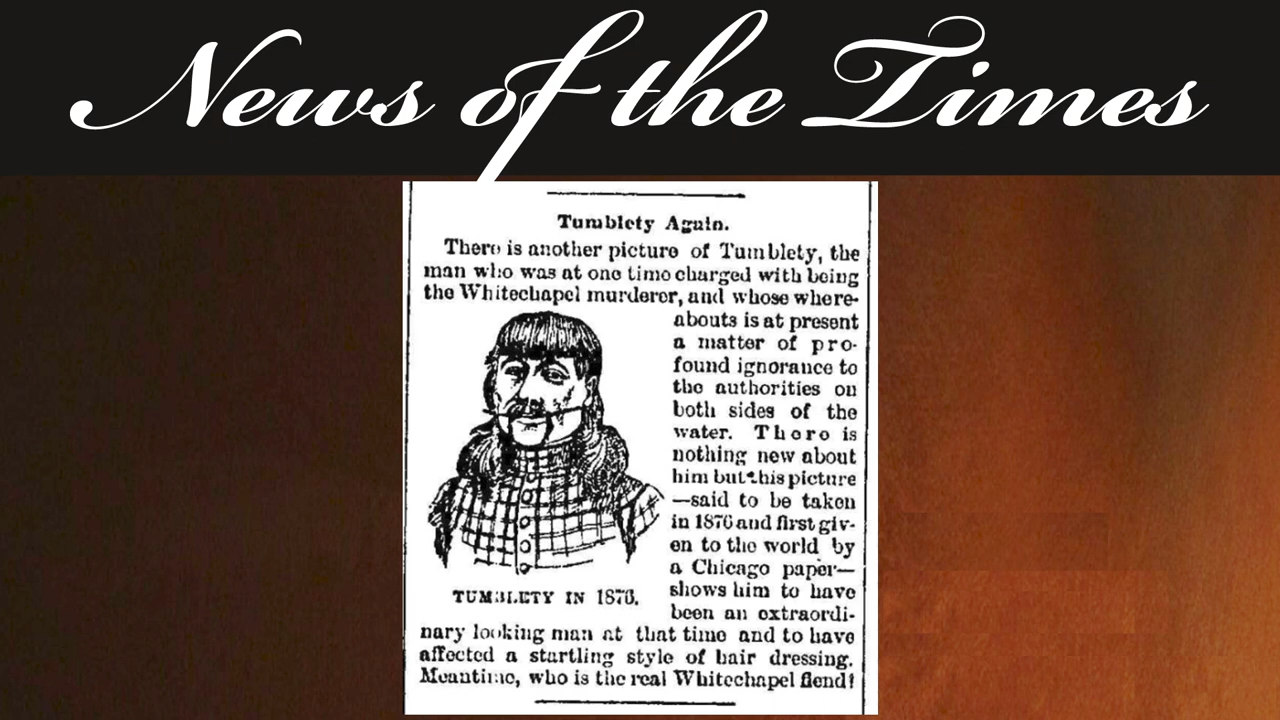 News of the Times
Tumblety Again.
There is another picture of Tumblety, the
man who was at one time charged with being
the Whitechapel murderer, and whose where-
abouts is at present
a matter of pro-
found ignorance to
the authorities on
both sides of the
water. There is
nothing new about
him but this picture
—said to be taken
in 1876 and first giv-
en to the world by
a Chicago paper—
shows him to have
been an extraordi-
nary looking man at that time and to have
affected a startling style of hair dressing.
Meantime, who is the real Whitechapel fiend?
TUMBLETY IN 1876.